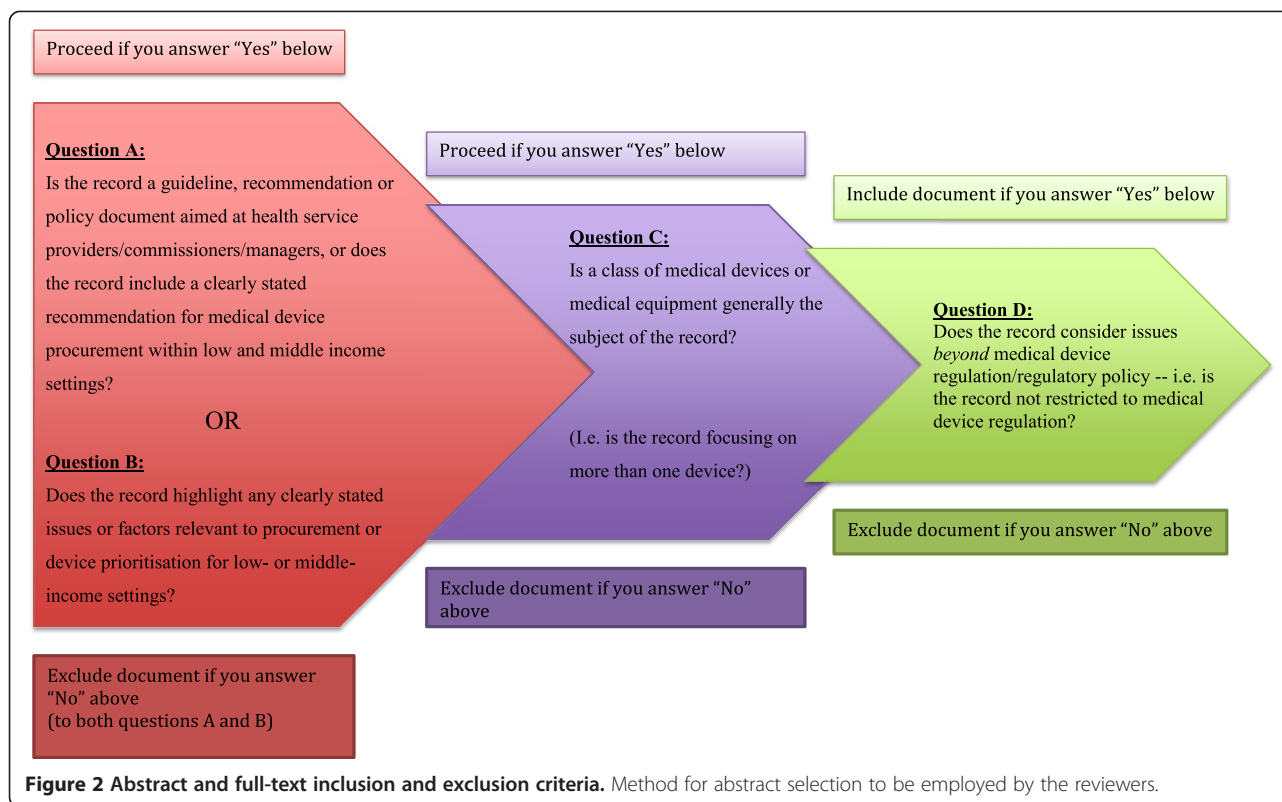 Proceed if you answer “Yes” below
Question A:
Is the record a guideline, recommendation or
policy document aimed at health service
providers/commissioners/managers, or does
the record include a clearly stated
recommendation for medical device
procurement within low and middle income
settings?
OR
Question B:
Does the record highlight any clearly stated
issues or factors relevant to procurement or
device prioritisation for low- or middle-
income settings?
Exclude document if you answer
“No” above
(to both questions A and B)
Proceed if you answer “Yes” below
Question C:
Is a class of medical devices or
medical equipment generally the
subject of the record?
(I.e. is the record focusing on
more than one device?)
Exclude document if you answer “No”
above
Include document if you answer “Yes” below
Question D:
Does the record consider issues
beyond medical device
regulation/regulatory policy -- i.e. is
the record not restricted to medical
device regulation?
Exclude document if you answer “No” above
Figure 2 Abstract and full-text inclusion and exclusion criteria. Method for abstract selection to be employed by the reviewers.